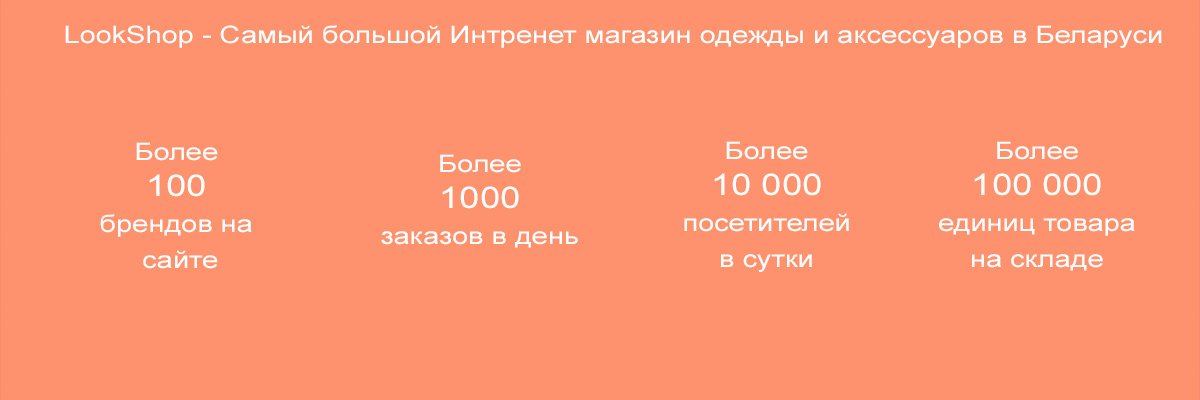 LookShop - Самый большой Интренет магазин одежды и аксессуаров в Беларуси
Более
100
брендов на
сайте
Более
1000
заказов в день
Более
10 000
посетителей
в сутки
Более
100 000
единиц товара
на складе